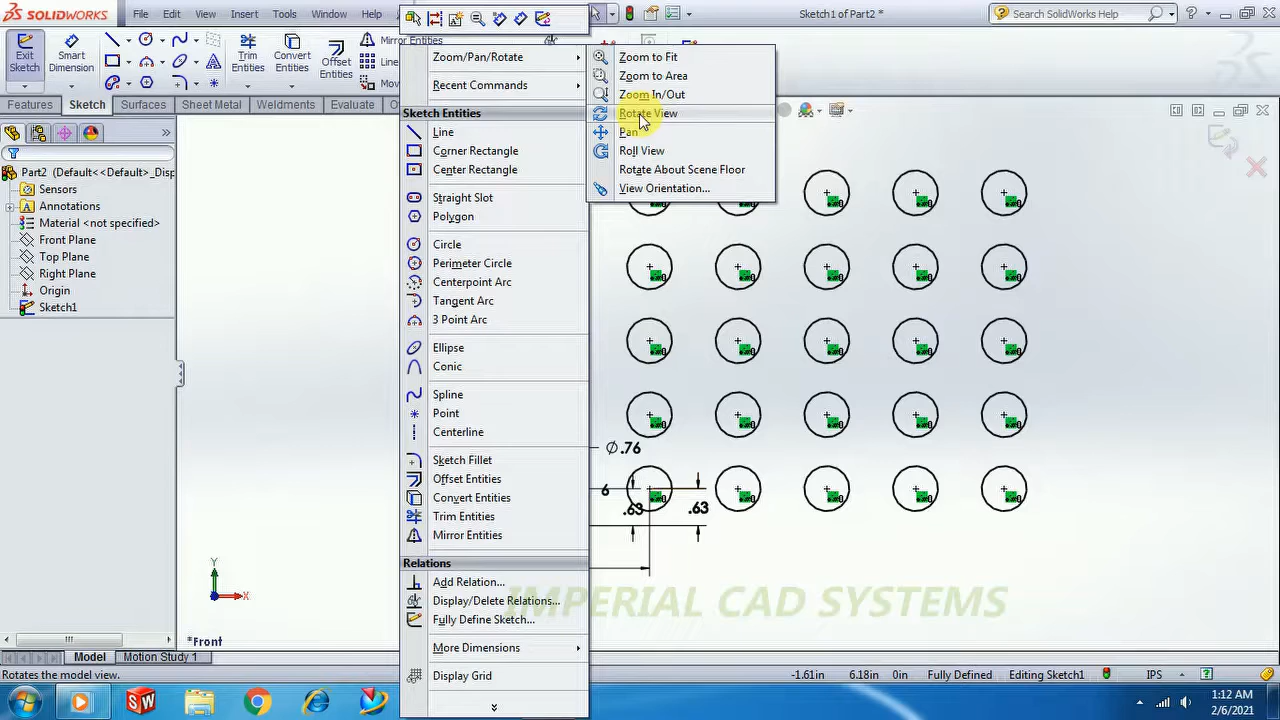 SOLIDWORKS File Edit View Insert Tools Window H Sketch1 of Part2 * Search SolidWorks Help
Exit Sketch
Smart Dimension
Trim Entities
Convert Entities
Offset Entities
Mirror Entities
Line
Features Sketch Sheet Metal Weldments Evaluate
Part2 (Default<<Default>_Disp
Sensors
Annotations
Material <not specified>
Front Plane
Top Plane
Right Plane
Origin
Sketch1
Zoom/Pan/Rotate
Recent Commands
Sketch Entities
Line
Corner Rectangle
Center Rectangle
Straight Slot
Polygon
Circle
Perimeter Circle
Centerpoint Arc
Tangent Arc
3 Point Arc
Ellipse
Conic
Spline
Point
Centerline
Sketch Fillet
Offset Entities
Convert Entities
Trim Entities
Mirror Entities
Relations
Add Relation...
Display/Delete Relations...
Fully Define Sketch...
More Dimensions
Display Grid
Zoom to Fit
Zoom to Area
Zoom In/Out
Rotate View
Pan
Roll View
Rotate About Scene Floor
View Orientation...
Ø.76
6
.63
.63
Y
X
IMPERIAL CAD SYSTEMS
*Front
Model Motion Study 1
Rotates the model view. -1.61in 6.18in 0in Fully Defined Editing Sketch1 IPS
1:12 AM
2/6/2021